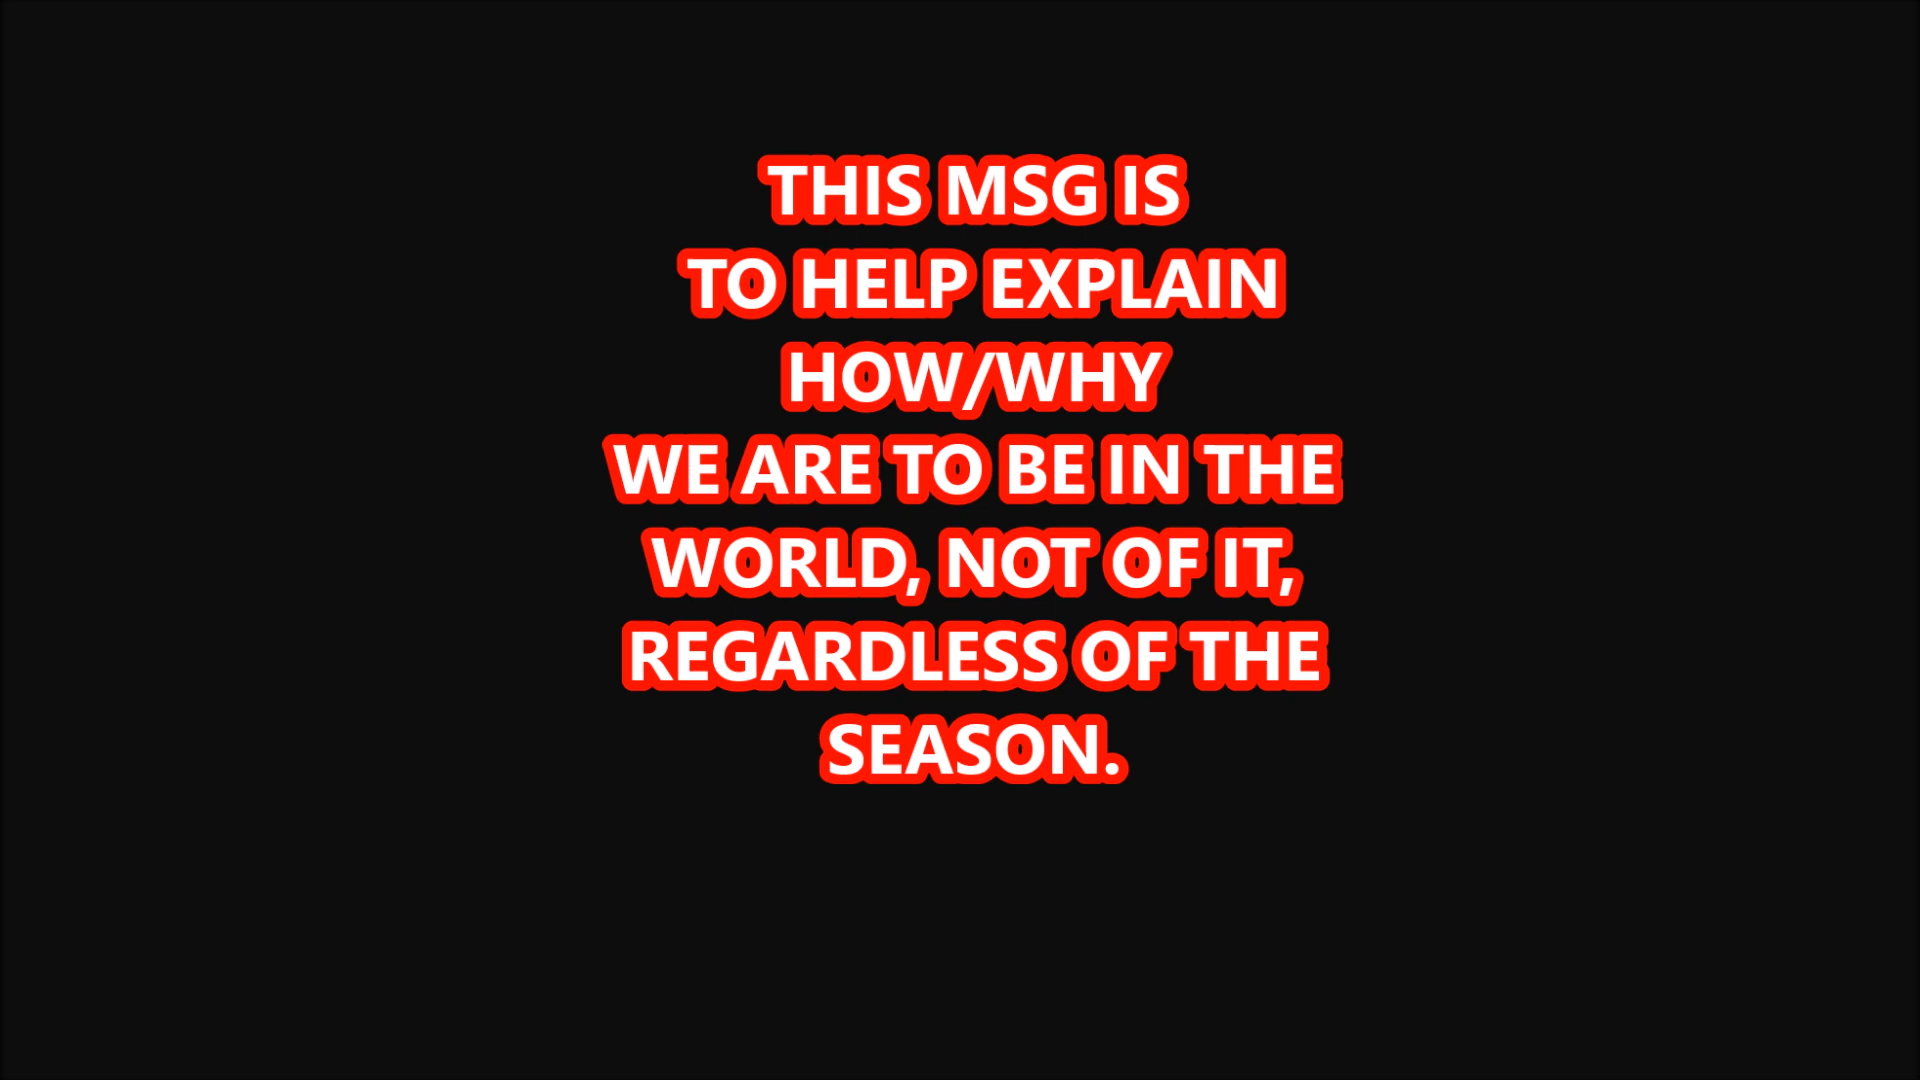 THIS MSG IS
TO HELP EXPLAIN
HOW/WHY
WE ARE TO BE IN THE
WORLD, NOT OF IT,
REGARDLESS OF THE
SEASON.